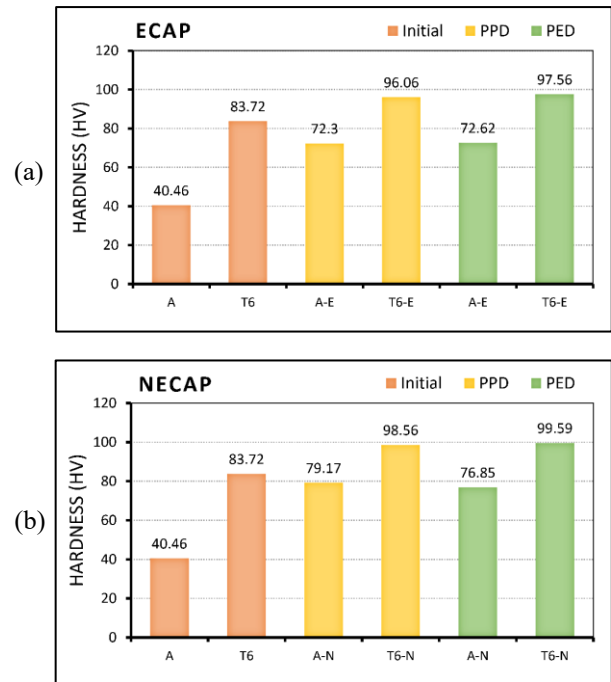 ECAP
Initial PPD PED
120
100
80
60
40
20
0
HARDNESS (HV)
40.46
83.72
72.3
96.06
72.62
97.56
A T6 A-E T6-E A-E T6-E
(a)
NECAP
Initial PPD PED
120
100
80
60
40
20
0
HARDNESS (HV)
40.46
83.72
79.17
98.56
76.85
99.59
A T6 A-N T6-N A-N T6-N
(b)